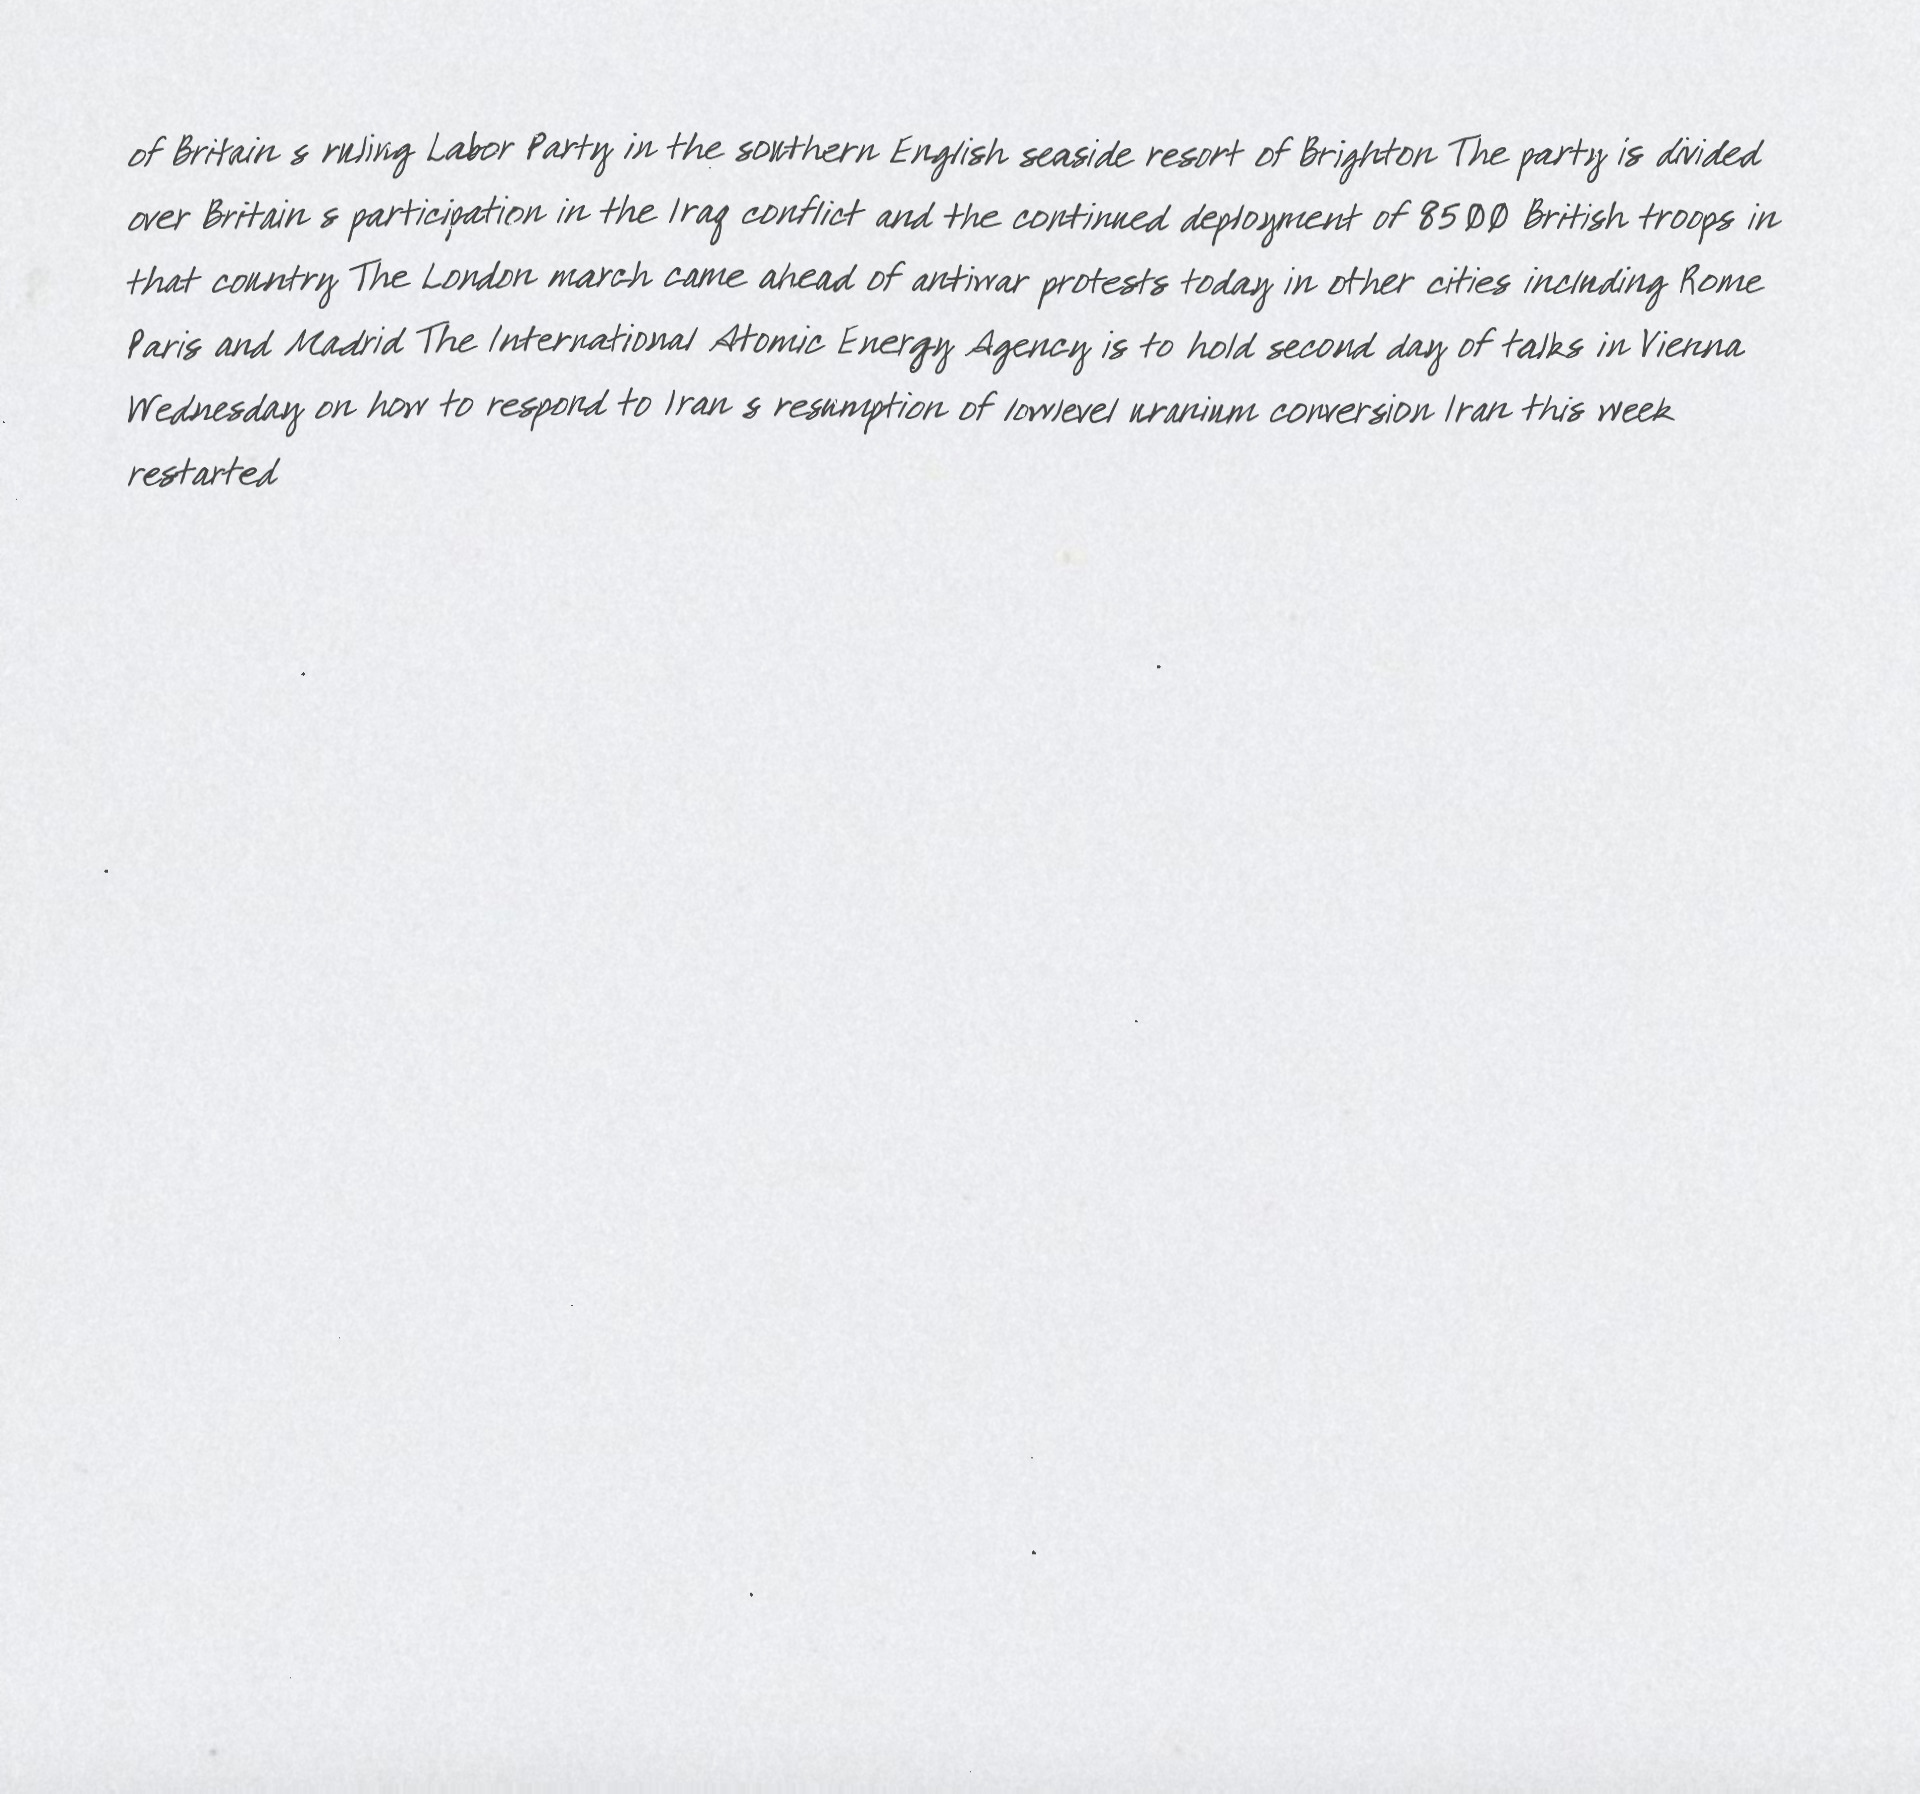 of Britain s ruling Labor Party in the southern English seaside resort of Brighton The party is divided
over Britain s participation in the Iraq conflict and the continued deployment of 8500 British troops in
that country The London march came ahead of antiwar protests today in other cities including Rome
Paris and Madrid The International Atomic Energy Agency is to hold second day of talks in Vienna
Wednesday on how to respond to Iran s resumption of lowlevel uranium conversion Iran this week
restarted